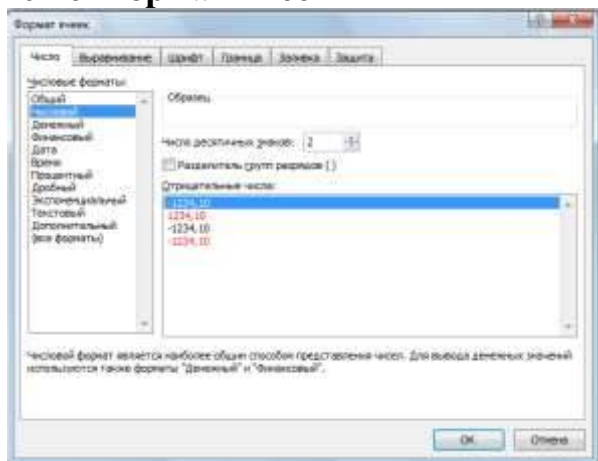 Формат ячеек
Число Выравнивание Шрифт Граница Заливка Защита
Числовые форматы:
Общий
Числовой
Денежный
Финансовый
Дата
Время
Процентный
Дробный
Экспоненциальный
Текстовый
Дополнительный
(все форматы)
Образец
Число десятичных знаков: 2
Разделитель групп разрядов ( )
Отрицательные числа:
-1234,10
1234,10
-1234,10
-1234,10
Числовой формат является наиболее общим способом представления чисел. Для вывода денежных значений
используются также форматы "Денежный" и "Финансовый".
ОК Отмена